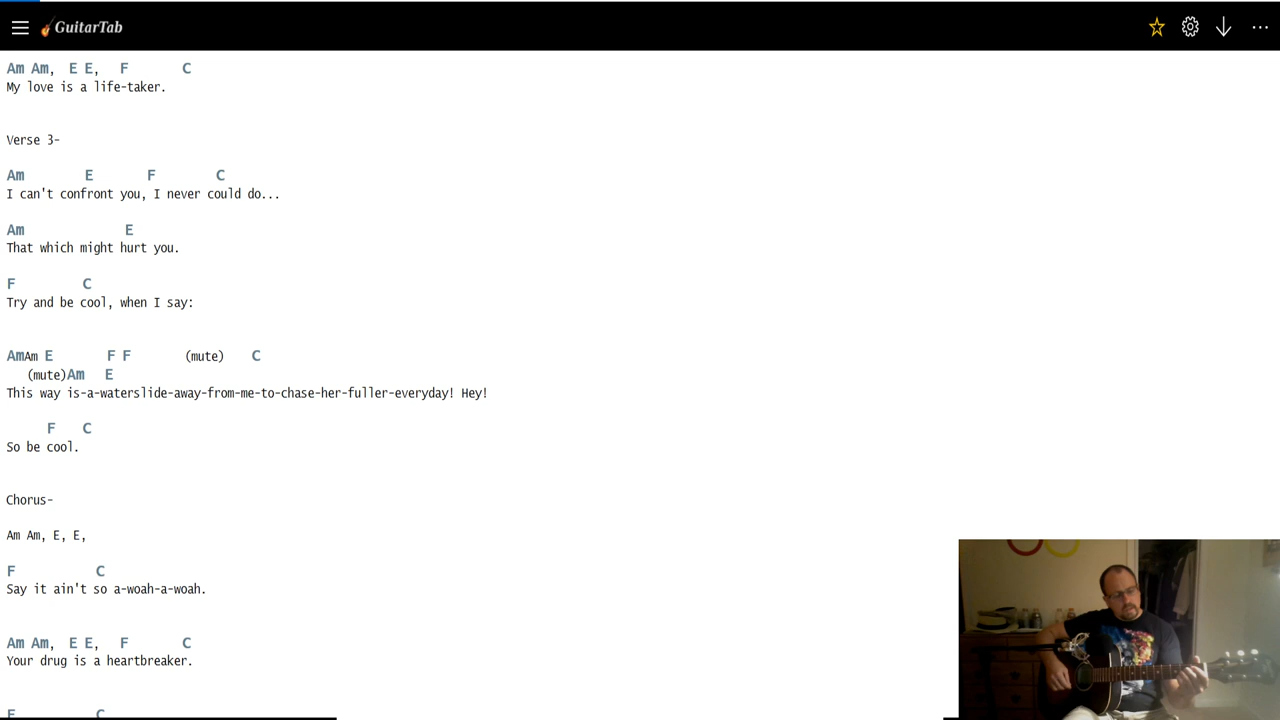 GuitarTab
Am Am, E E, F C
My love is a life-taker.
Verse 3-
Am E F C
I can't confront you, I never could do...
Am E
That which might hurt you.
F C
Try and be cool, when I say:
AmAm E F F (mute) C
(mute)Am E
This way is-a-waterslide-away-from-me-to-chase-her-fuller-everyday! Hey!
F C
So be cool.
Chorus-
Am Am, E, E,
F C
Say it ain't so a-woah-a-woah.
Am Am, E E, F C
Your drug is a heartbreaker.
F C